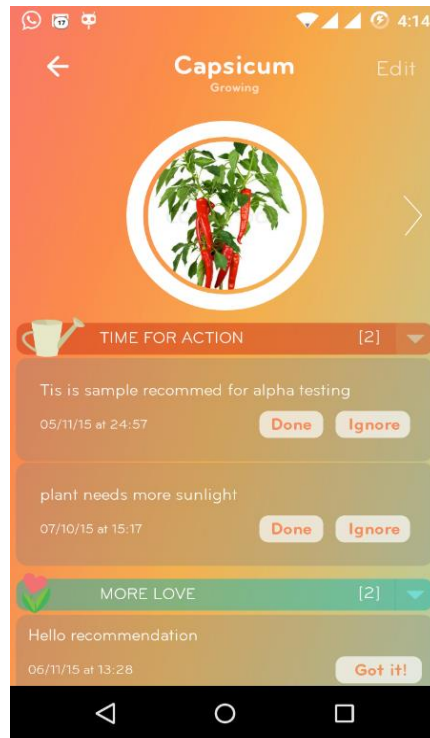 17
4:14
Capsicum
Edit
Growing
TIME FOR ACTION [2]
Tis is sample recommed for alpha testing
05/11/15 at 24:57 Done Ignore
plant needs more sunlight
07/10/15 at 15:17 Done Ignore
MORE LOVE [2]
Hello recommendation
06/11/15 at 13:28 Got it!